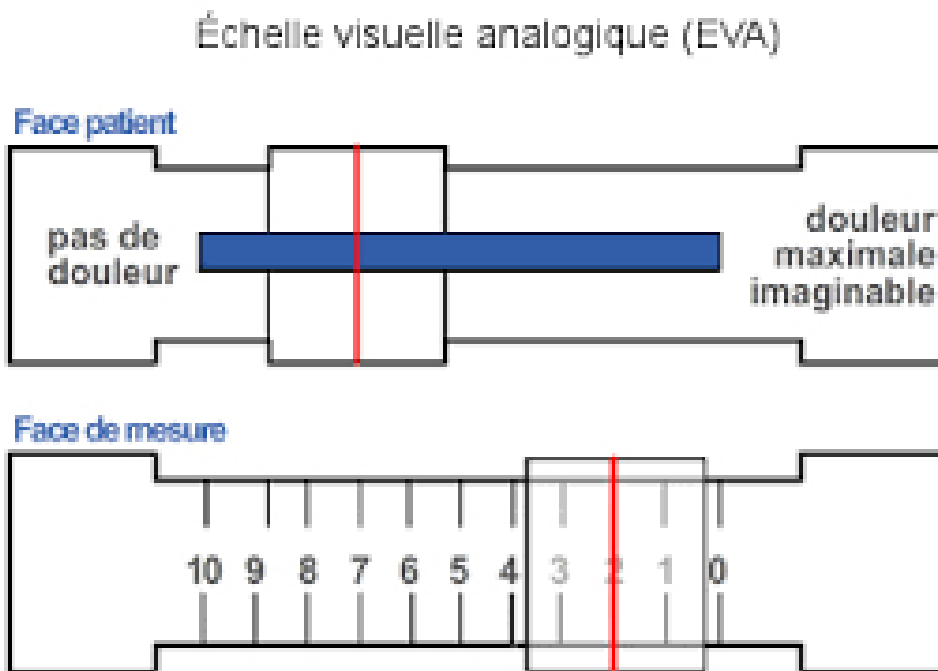 Échelle visuelle analogique (EVA)
Face patient
pas de
douleur
douleur
maximale
imaginable
Face de mesure
10 9 8 7 6 5 4 3 2 1 0